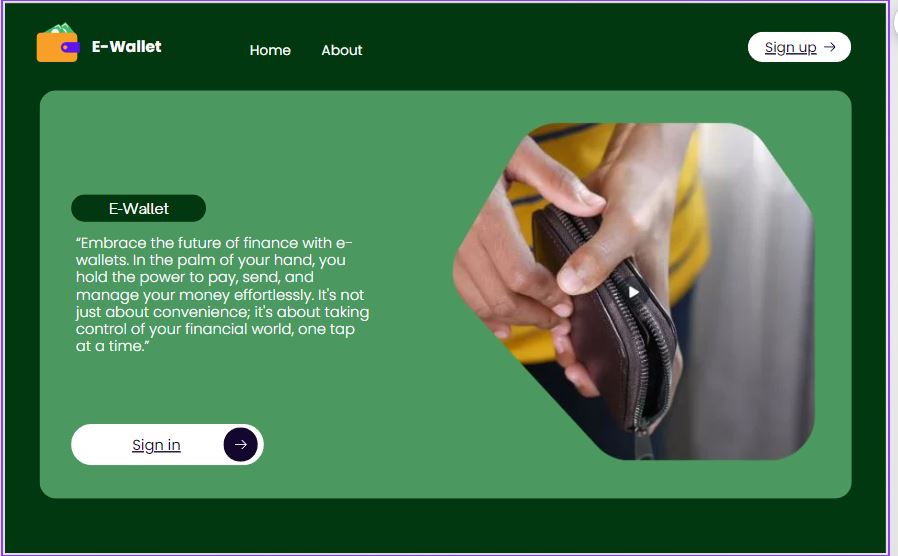 E-Wallet
Home
About
Sign up
E-Wallet
“Embrace the future of finance with e-
wallets. In the palm of your hand, you
hold the power to pay, send, and
manage your money effortlessly. It's not
just about convenience; it's about taking
control of your financial world, one tap
at a time.”
Sign in